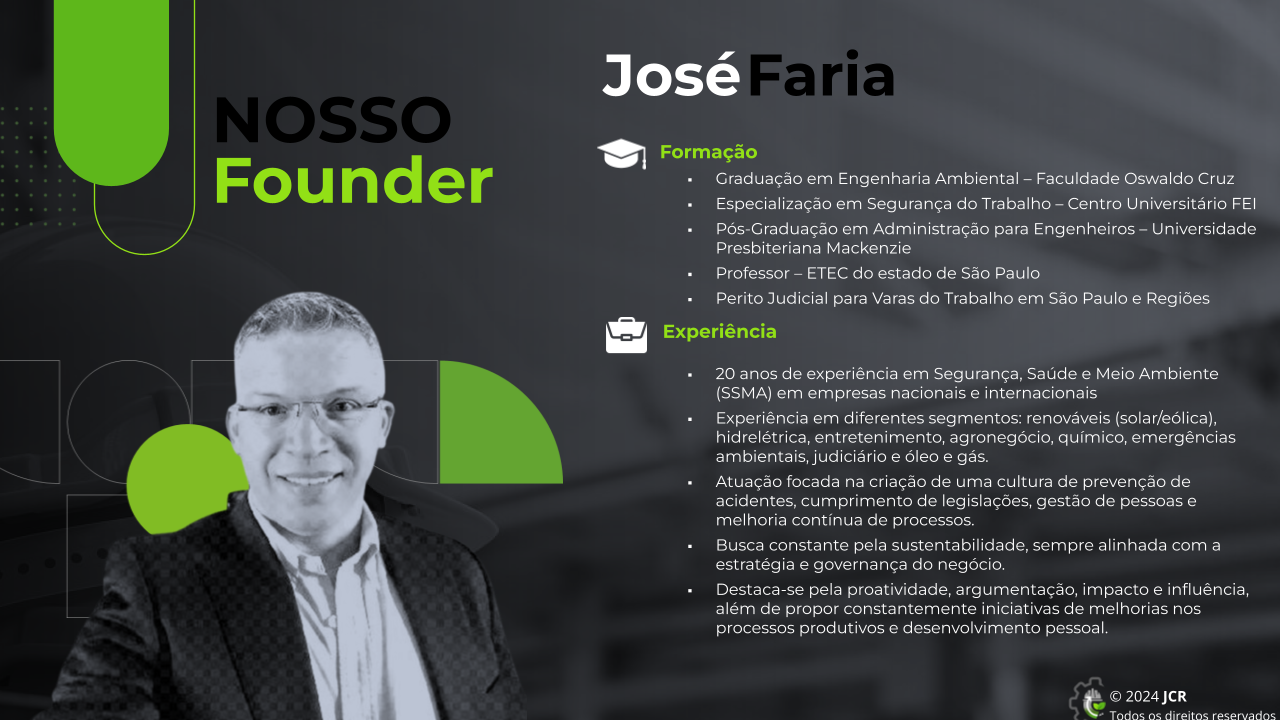 NOSSO
Founder
José Faria
Formação
▪ Graduação em Engenharia Ambiental – Faculdade Oswaldo Cruz
▪ Especialização em Segurança do Trabalho – Centro Universitário FEI
▪ Pós-Graduação em Administração para Engenheiros – Universidade
Presbiteriana Mackenzie
▪ Professor – ETEC do estado de São Paulo
▪ Perito Judicial para Varas do Trabalho em São Paulo e Regiões
Experiência
▪ 20 anos de experiência em Segurança, Saúde e Meio Ambiente
(SSMA) em empresas nacionais e internacionais
▪ Experiência em diferentes segmentos: renováveis (solar/eólica),
hidrelétrica, entretenimento, agronegócio, químico, emergências
ambientais, judiciário e óleo e gás.
▪ Atuação focada na criação de uma cultura de prevenção de
acidentes, cumprimento de legislações, gestão de pessoas e
melhoria contínua de processos.
▪ Busca constante pela sustentabilidade, sempre alinhada com a
estratégia e governança do negócio.
▪ Destaca-se pela proatividade, argumentação, impacto e influência,
além de propor constantemente iniciativas de melhorias nos
processos produtivos e desenvolvimento pessoal.
© 2024 JCR
Todos os direitos reservados